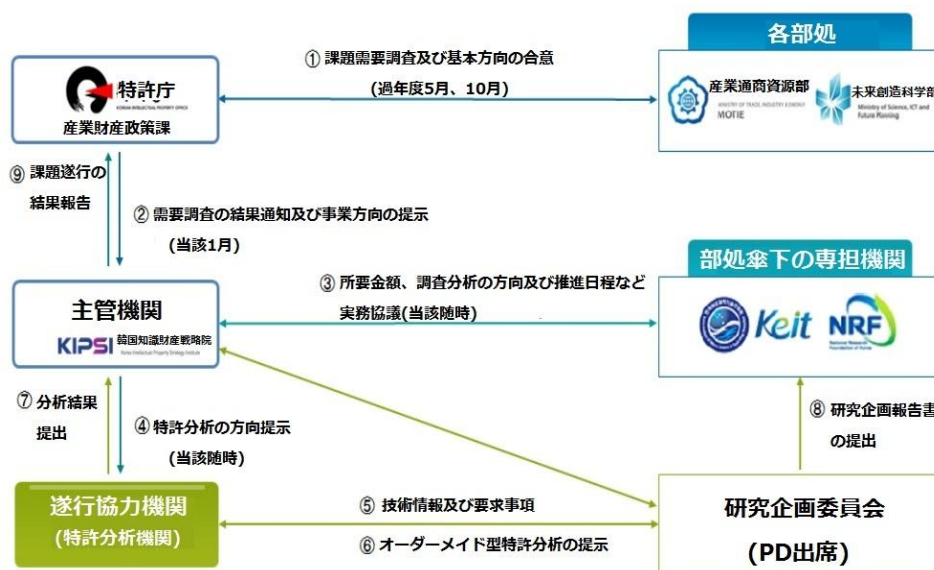 各部処
① 課題需要調査及び基本方向の合意
(過年度5月、10月)
特許庁
KOREAN INTELLECTUAL PROPERTY OFFICE
産業財産政策課
産業通商資源部
MINISTRY OF TRADE, INDUSTRY & ENERGY
MOTIE
未来創造科学部
Ministry of Science, ICT and
Future Planning
⑨ 課題遂行の
結果報告
② 需要調査の結果通知及び事業方向の提示
(当該1月)
部処傘下の専担機関
③ 所要金額、調査分析の方向及び推進日程など
実務協議(当該随時)
主管機関
KIPSI 韓国知識財産戦略院
Korea Intellectual Property Strategy Institute
Keit
NRF
National Research
Foundation of Korea
⑦ 分析結果
提出
④ 特許分析の方向提示
(当該随時)
⑧ 研究企画報告書
の提出
遂行協力機関
(特許分析機関)
⑤ 技術情報及び要求事項
⑥ オーダーメイド型特許分析の提示
研究企画委員会
(PD出席)